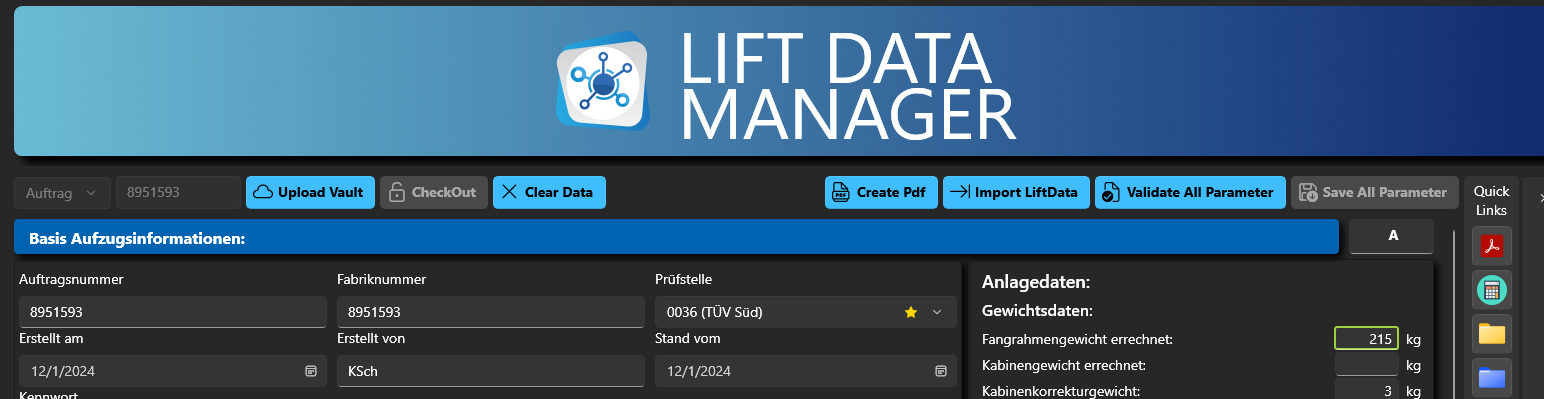 LIFT DATA
MANAGER
Auftrag 8951593 Upload Vault CheckOut Clear Data Create Pdf Import LiftData Validate All Parameter Save All Parameter
Quick
Links
Basis Aufzugsinformationen: A
Auftragsnummer Fabriknummer Prüfstelle
8951593 8951593 0036 (TÜV Süd)
Erstellt am Erstellt von Stand vom
12/1/2024 KSch 12/1/2024
Kennwort
Anlagedaten:
Gewichtsdaten:
Fangrahmengewicht errechnet: 215 kg
Kabinengewicht errechnet: kg
Kabinenkorrekturgewicht: 3 kg